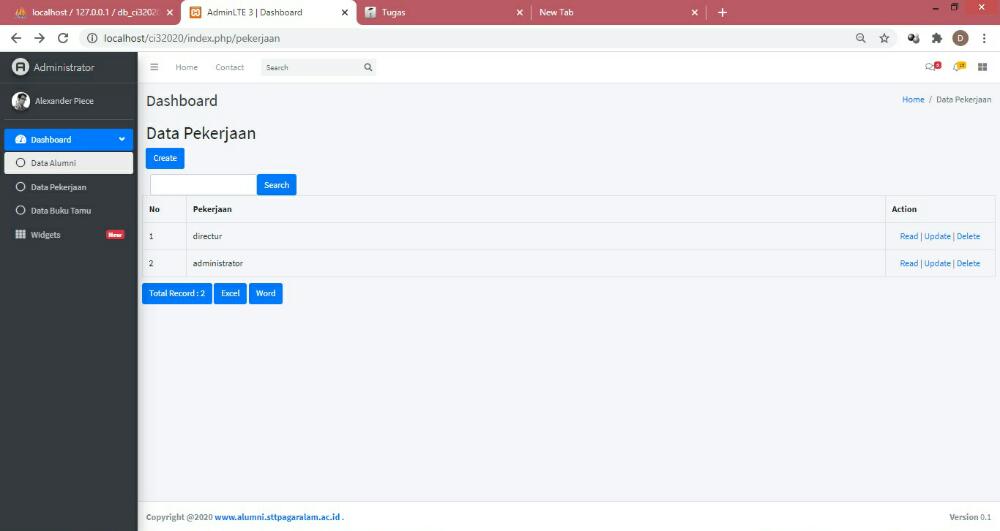 localhost / 127.0.0.1 / db_ci32020
AdminLTE 3 | Dashboard
Tugas
New Tab
localhost/ci32020/index.php/pekerjaan
D
Administrator
Home
Contact
Search
Alexander Piece
Dashboard
Home / Data Pekerjaan
Dashboard
Data Alumni
Data Pekerjaan
Data Buku Tamu
Widgets
New
Data Pekerjaan
Create
Search
No Pekerjaan Action
1 directur Read | Update | Delete
2 administrator Read | Update | Delete
Total Record : 2 Excel Word
Copyright @2020 www.alumni.sttpagaralam.ac.id .
Version 0.1